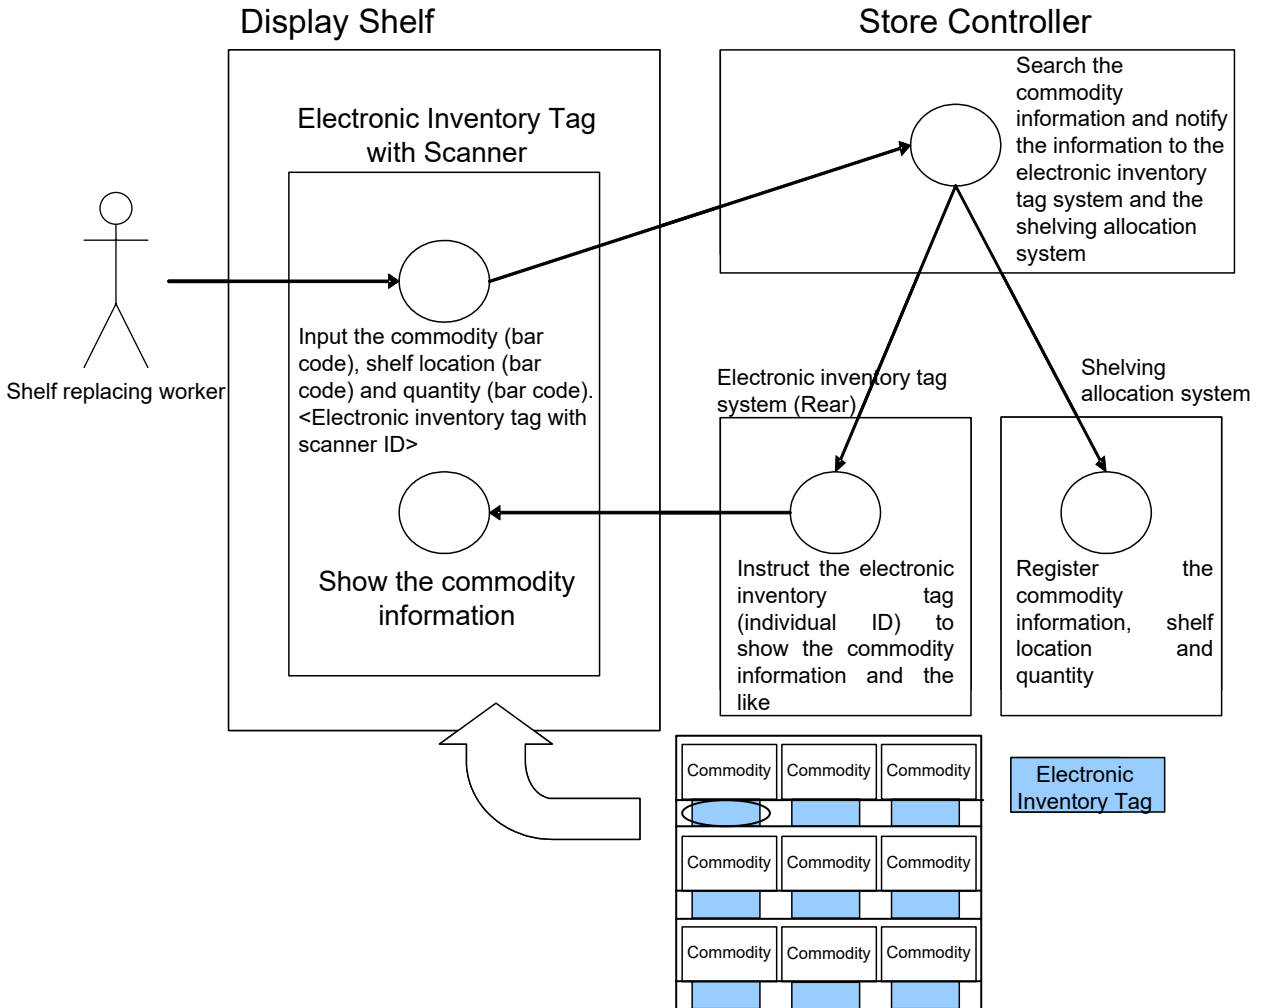 Display Shelf
Store Controller
Electronic Inventory Tag
with Scanner
Search the
commodity
information and notify
the information to the
electronic inventory
tag system and the
shelving allocation
system
Input the commodity (bar
code), shelf location (bar
code) and quantity (bar code).
<Electronic inventory tag with
scanner ID>
Shelf replacing worker
Electronic inventory tag
system (Rear)
Shelving
allocation system
Show the commodity
information
Instruct the electronic
inventory tag
(individual ID) to
show the commodity
information and the
like
Register the
commodity
information, shelf
location and
quantity
Commodity Commodity Commodity
Electronic
Inventory Tag
Commodity Commodity Commodity
Commodity Commodity Commodity